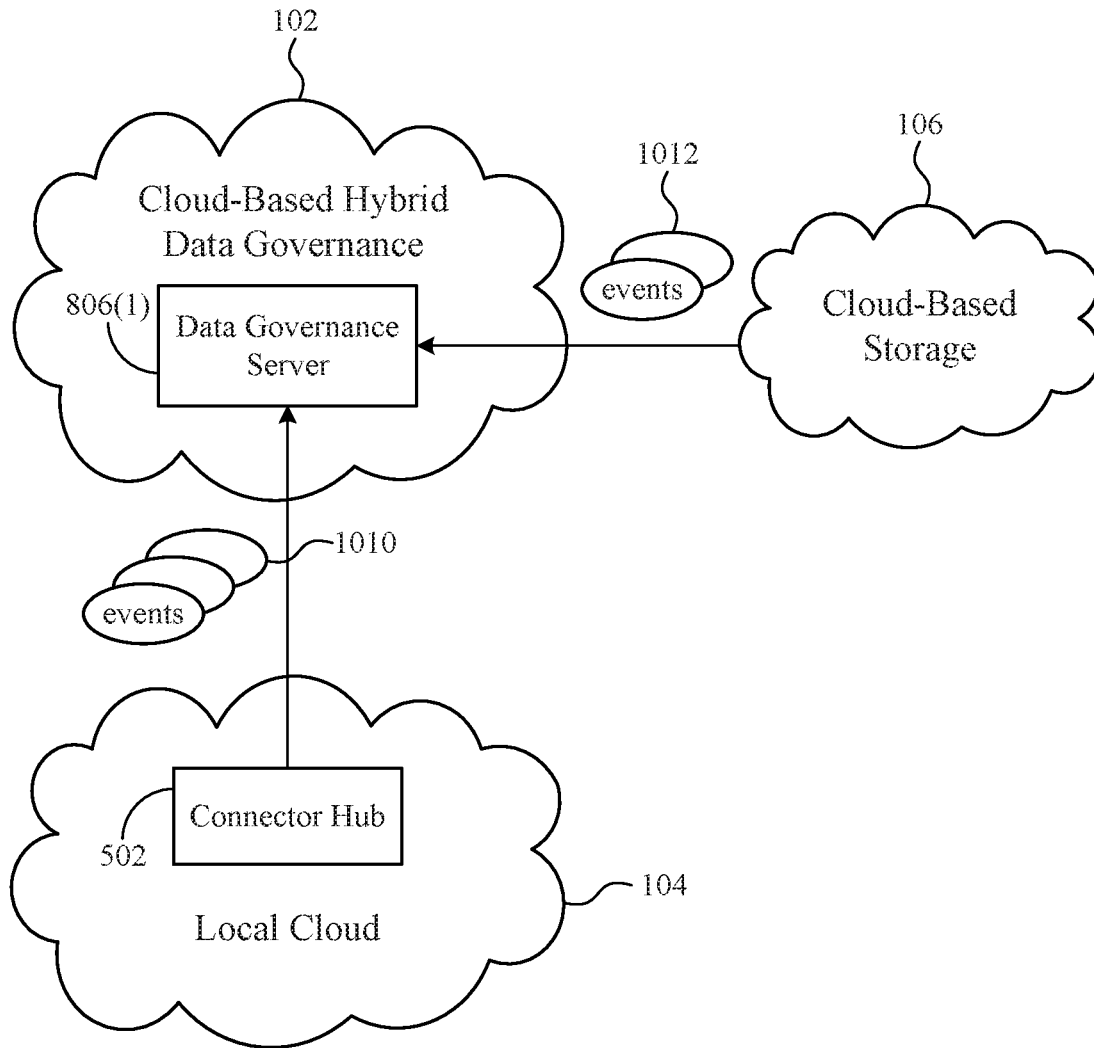 102
106
1012
Cloud-Based Hybrid
Data Governance
events
806(1)
Data Governance
Server
Cloud-Based
Storage
1010
events
Connector Hub
502
104
Local Cloud